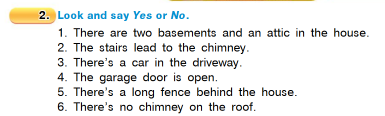 2. Look and say Yes or No.
1. There are two basements and an attic in the house.
2. The stairs lead to the chimney.
3. There's a car in the driveway.
4. The garage door is open.
5. There's a long fence behind the house.
6. There's no chimney on the roof.